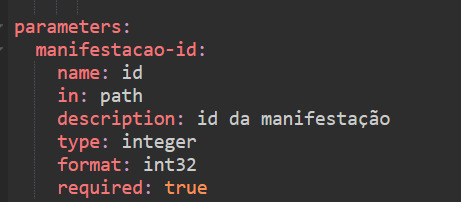 parameters:
manifestacao-id:
name: id
in: path
description: id da manifestação
type: integer
format: int32
required: true